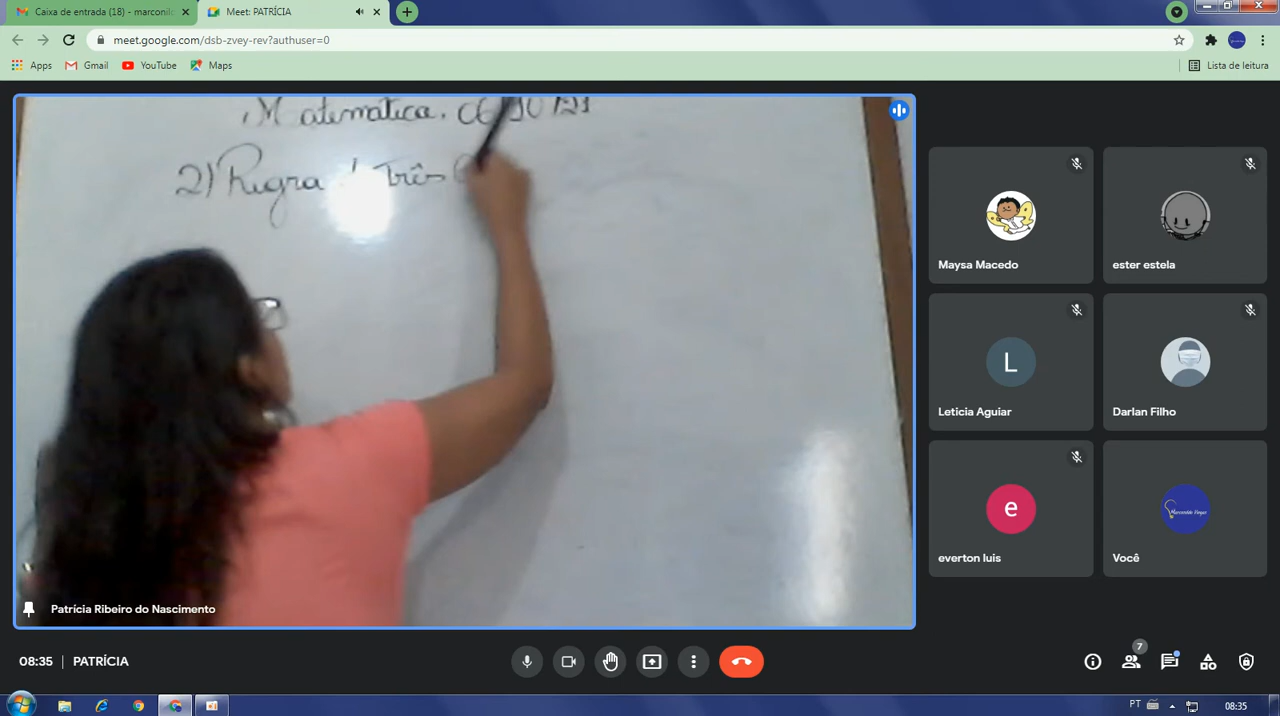 Caixa de entrada (18) - marconilo
Meet: PATRÍCIA
meet.google.com/dsb-zvey-rev?authuser=0
Apps
Gmail
YouTube
Maps
Lista de leitura
Matemática.
2) Regra Três
Patrícia Ribeiro do Nascimento
Maysa Macedo
ester estela
L
Leticia Aguiar
Darlan Filho
e
everton luis
Você
08:35 | PATRÍCIA
7
PT
08:35